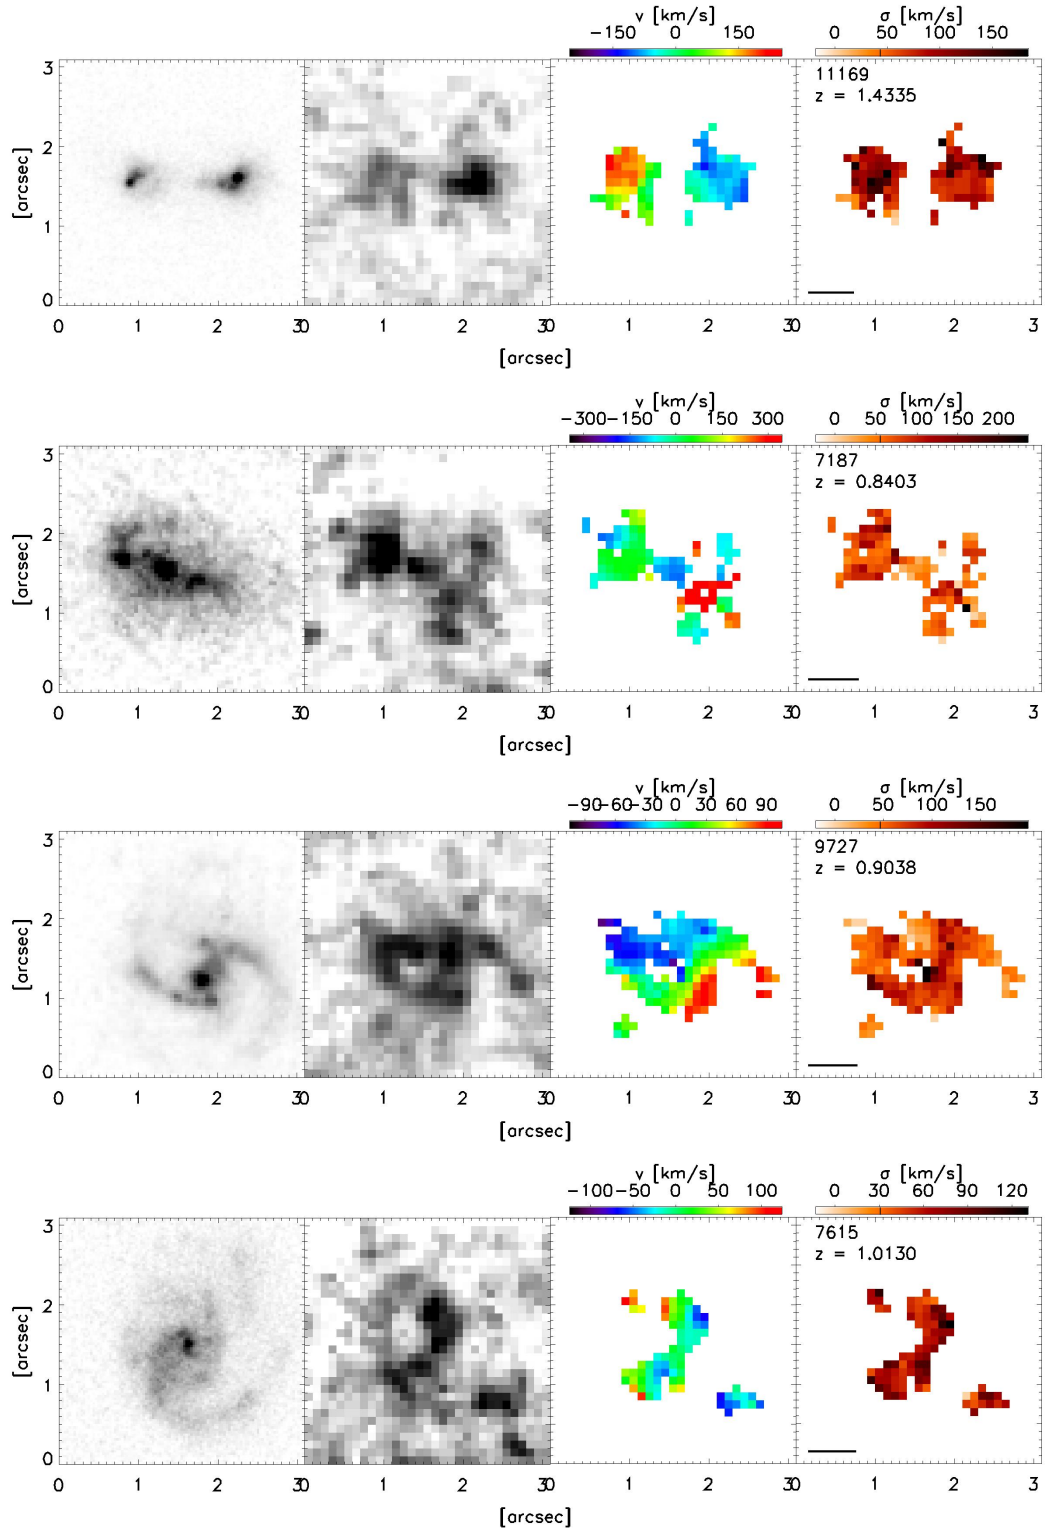 v [km/s] σ [km/s]
−150 0 150 0 50 100 150
3 11169
z = 1.4335
2
[arcsec]
1
0
0 1 2 30 1 2 30 1 2 30 1 2 3
[arcsec]
v [km/s] σ [km/s]
−300−150 0 150 300 0 50 100 150 200
3 7187
z = 0.8403
2
[arcsec]
1
0
0 1 2 30 1 2 30 1 2 30 1 2 3
[arcsec]
v [km/s] σ [km/s]
−90−60−30 0 30 60 90 0 50 100 150
3 9727
z = 0.9038
2
[arcsec]
1
0
0 1 2 30 1 2 30 1 2 30 1 2 3
[arcsec]
v [km/s] σ [km/s]
−100 −50 0 50 100 0 30 60 90 120
3 7615
z = 1.0130
2
[arcsec]
1
0
0 1 2 30 1 2 30 1 2 30 1 2 3
[arcsec]